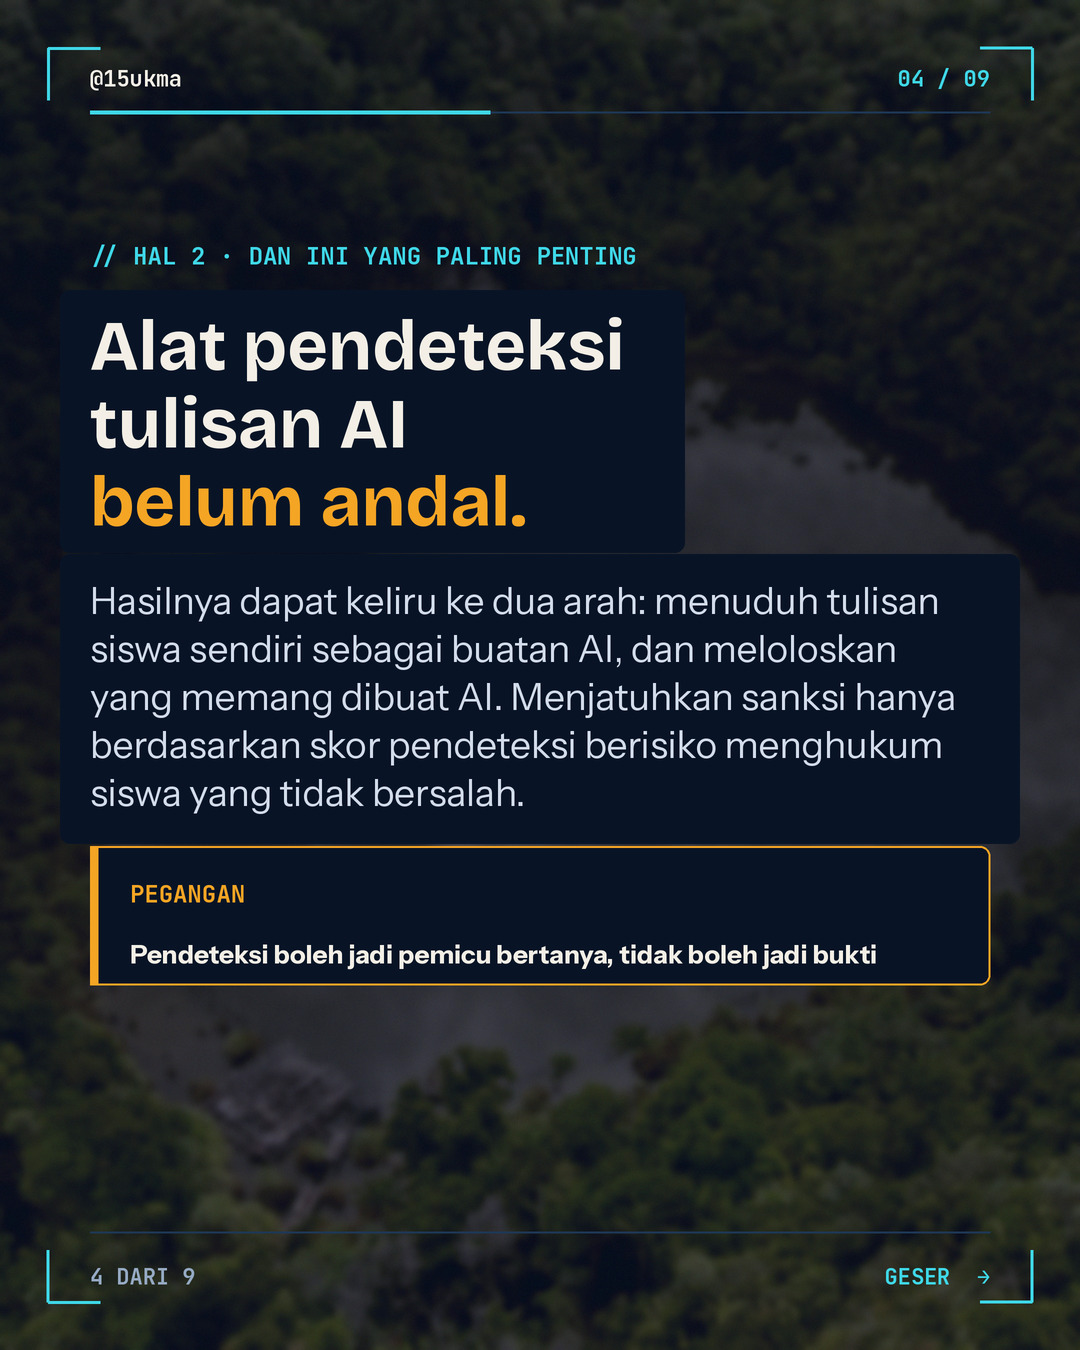 @15ukma
04 / 09
// HAL 2 · DAN INI YANG PALING PENTING
Alat pendeteksi
tulisan AI
belum andal.
Hasilnya dapat keliru ke dua arah: menuduh tulisan
siswa sendiri sebagai buatan AI, dan meloloskan
yang memang dibuat AI. Menjatuhkan sanksi hanya
berdasarkan skor pendeteksi berisiko menghukum
siswa yang tidak bersalah.
PEGANGAN
Pendeteksi boleh jadi pemicu bertanya, tidak boleh jadi bukti
4 DARI 9
GESER →